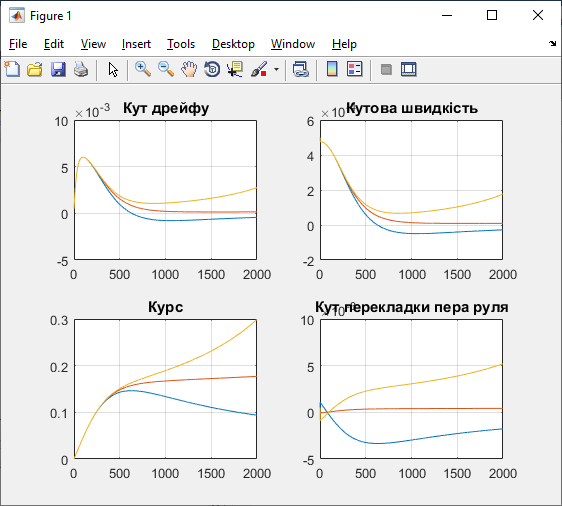 Figure 1
File Edit View Insert Tools Desktop Window Help
Кут дрейфу
×10⁻³
10
5
0
-5
0 500 1000 1500 2000
Кутова швидкість
6
4
2
0
-2
0 500 1000 1500 2000
Курс
0.3
0.2
0.1
0
0 500 1000 1500 2000
Кут перекладки пера руля
10
5
0
-5
0 500 1000 1500 2000